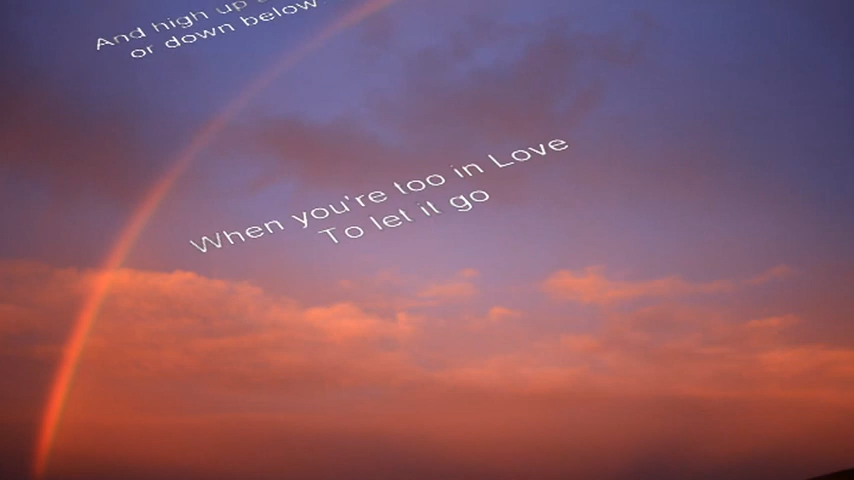 And high up
or down below
When you're too in Love
To let it go